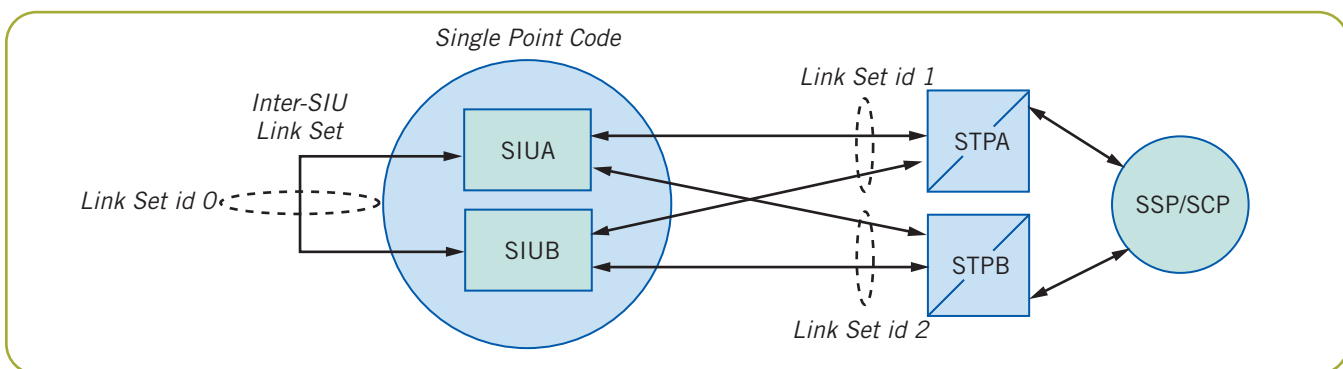 Single Point Code
Inter-SIU
Link Set
Link Set id 0
SIUA
SIUB
Link Set id 1
Link Set id 2
STPA
STPB
SSP/SCP